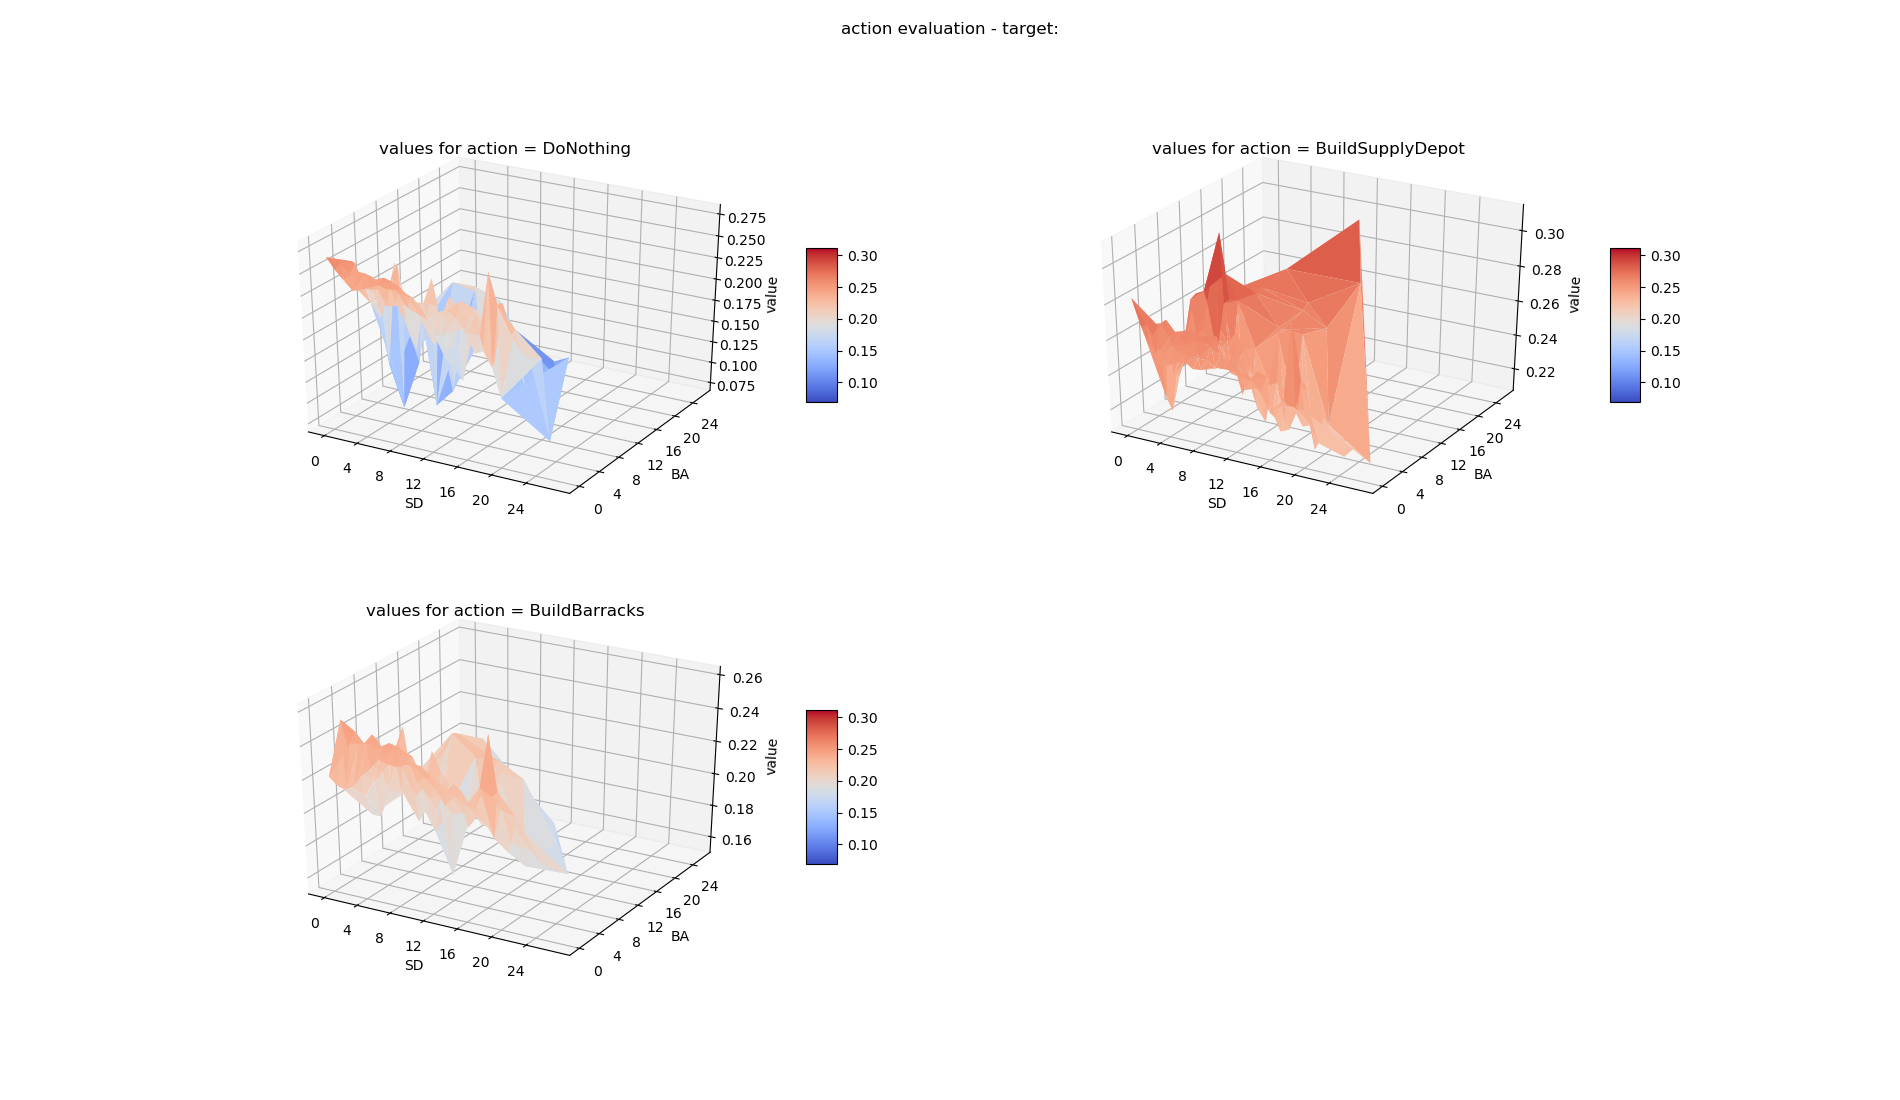 action evaluation - target:
values for action = DoNothing
0.275
0.250
0.225
0.200
0.175
0.150
0.125
0.100
0.075
value
0 4 8 12 16 20 24
SD
0 4 8 12 16 20 24
BA
0.30
0.25
0.20
0.15
0.10
values for action = BuildSupplyDepot
0.30
0.28
0.26
0.24
0.22
value
0 4 8 12 16 20 24
SD
0 4 8 12 16 20 24
BA
0.30
0.25
0.20
0.15
0.10
values for action = BuildBarracks
0.26
0.24
0.22
0.20
0.18
0.16
value
0 4 8 12 16 20 24
SD
0 4 8 12 16 20 24
BA
0.30
0.25
0.20
0.15
0.10